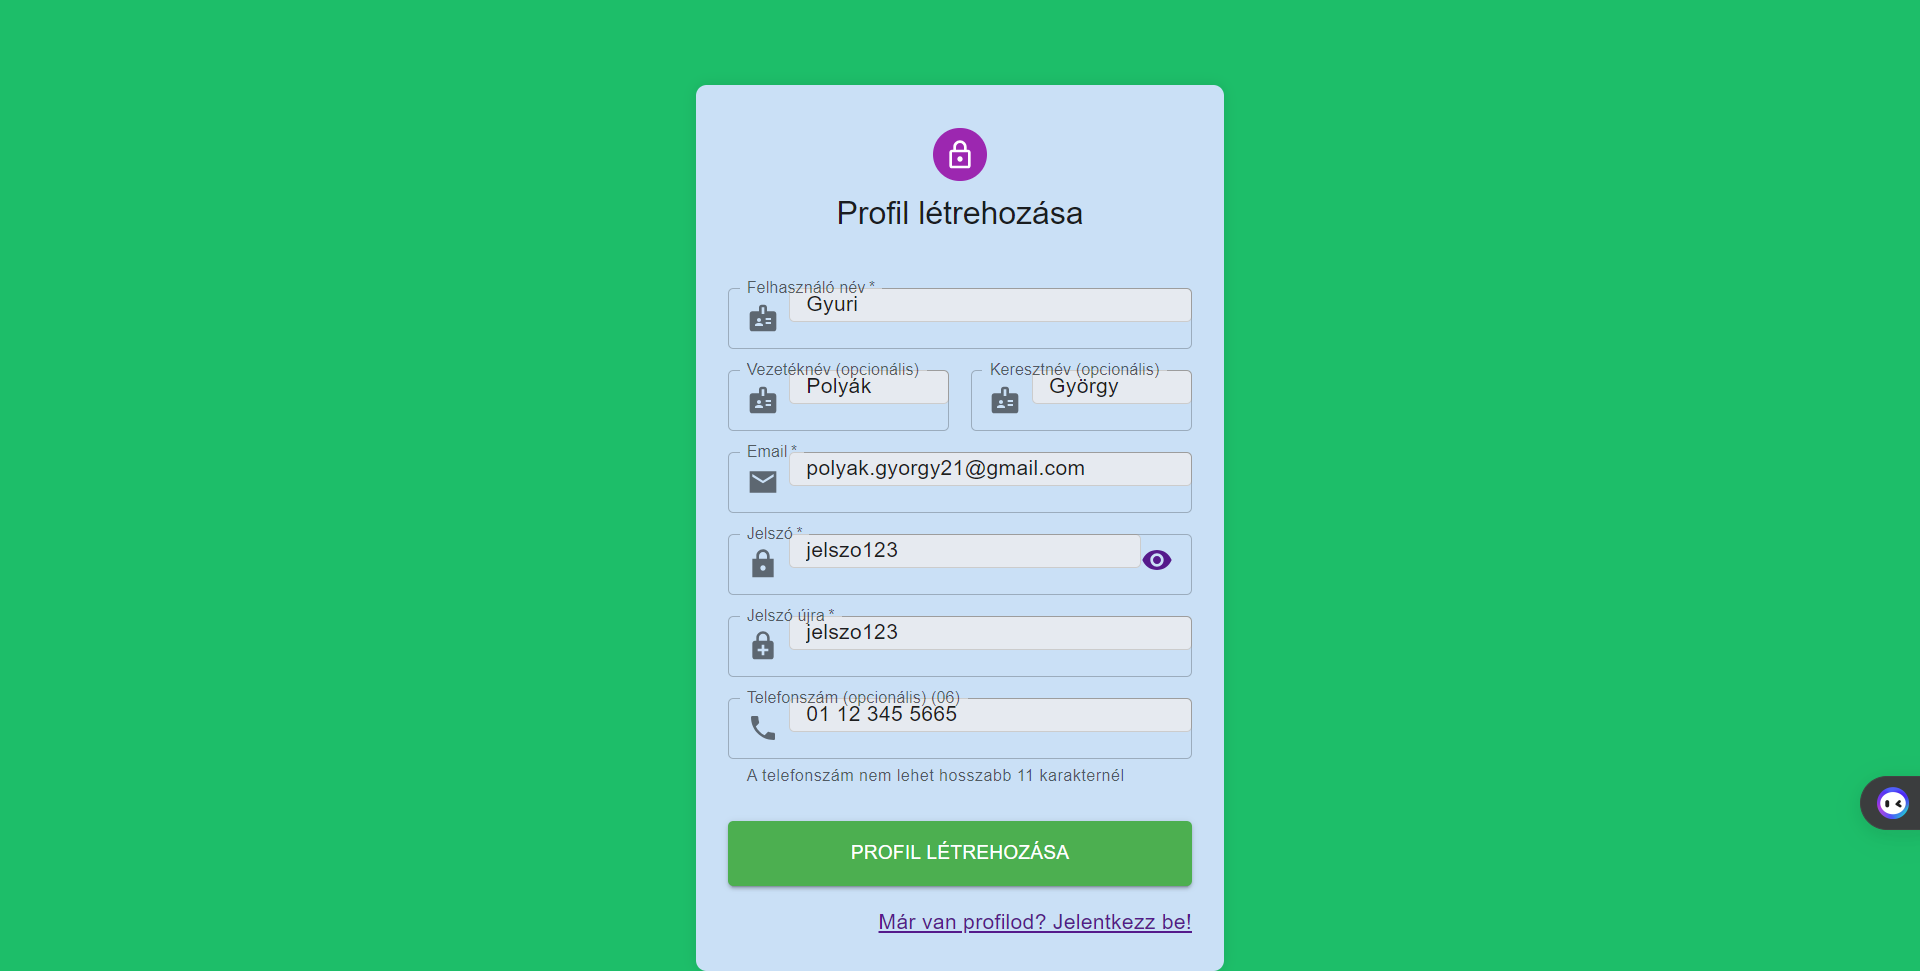 Profil létrehozása
Felhasználó név *
Gyuri
Vezetéknév (opcionális)
Polyák
Keresztnév (opcionális)
György
Email *
polyak.gyorgy21@gmail.com
Jelszó *
jelszo123
Jelszó újra *
jelszo123
Telefonszám (opcionális) (06)
01 12 345 5665
A telefonszám nem lehet hosszabb 11 karakternél
PROFIL LÉTREHOZÁSA
Már van profilod? Jelentkezz be!